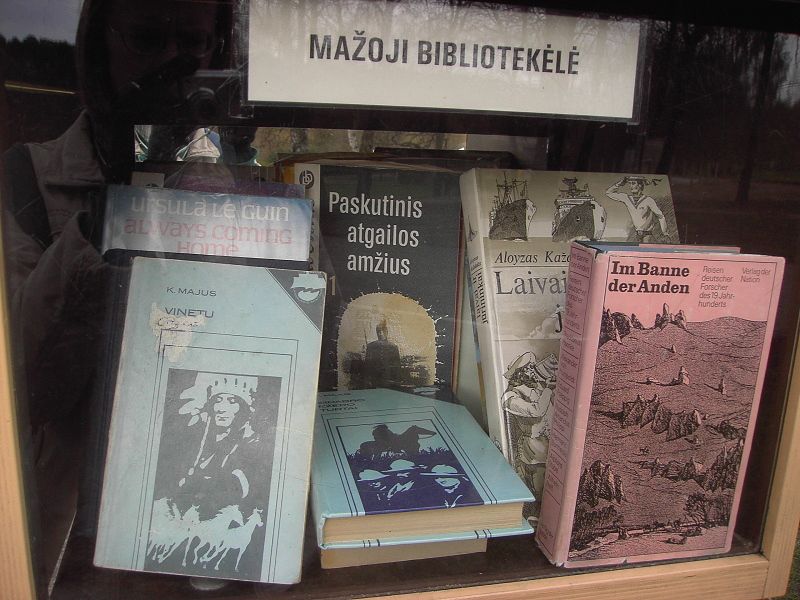 MAŽOJI BIBLIOTEKĖLĖ
URSULA LE GUIN
ALWAYS COMING
HOME
Paskutinis
atgailos
amžius
1
Aloyzas
Im Banne
der Anden
Reisen
deutscher
Forscher
des 19. Jahr-
hunderts
Verlag der
Nation
K. MAJUS
VINETU